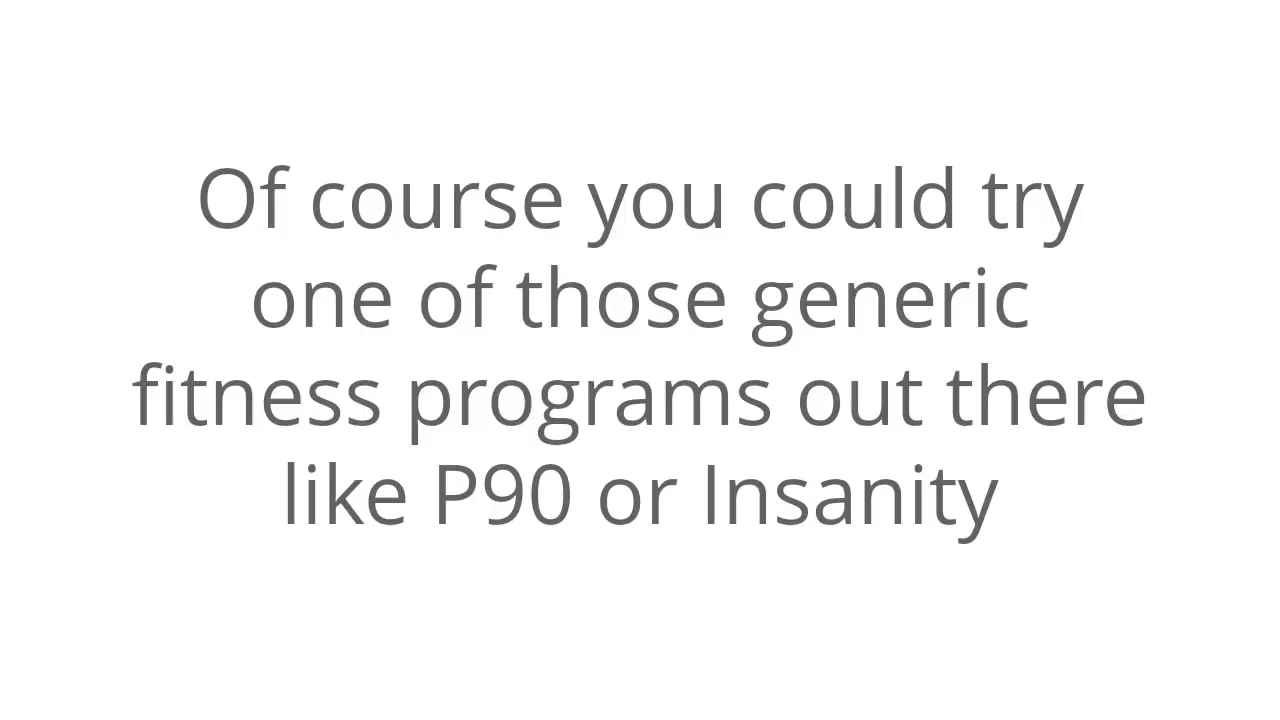 Of course you could try
one of those generic
fitness programs out there
like P90 or Insanity